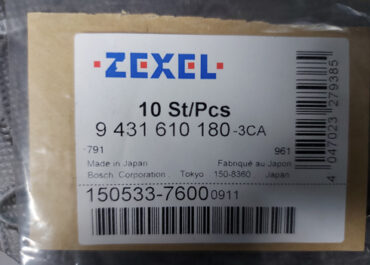 ZEXEL
10 St/Pcs
9 431 610 180-3CA
791 961
Made in Japan Fabriqué au Japon
Bosch Corporation Tokyo 150-8360 Japan
150533-7600 0911
4 047023 279385